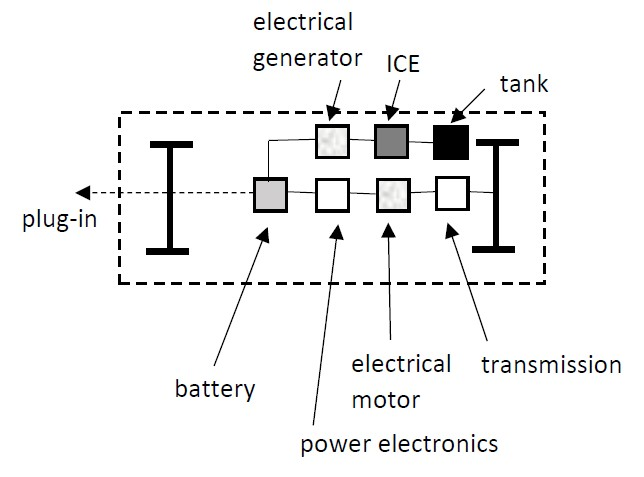 electrical
generator
ICE
tank
plug-in
battery
electrical
motor
transmission
power electronics